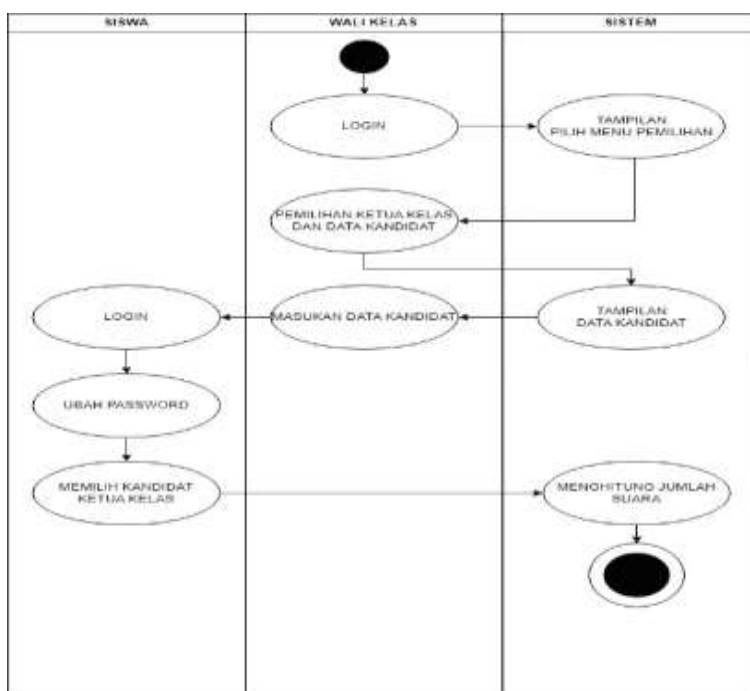 SISWA
WALI KELAS
SISTEM
LOGIN
TAMPILAN
PILIH MENU PEMILIHAN
PEMILIHAN KETUA KELAS
DAN DATA KANDIDAT
LOGIN
MASUKAN DATA KANDIDAT
TAMPILAN
DATA KANDIDAT
UBAH PASSWORD
MEMILIH KANDIDAT
KETUA KELAS
MENGHITUNG JUMLAH
SUARA